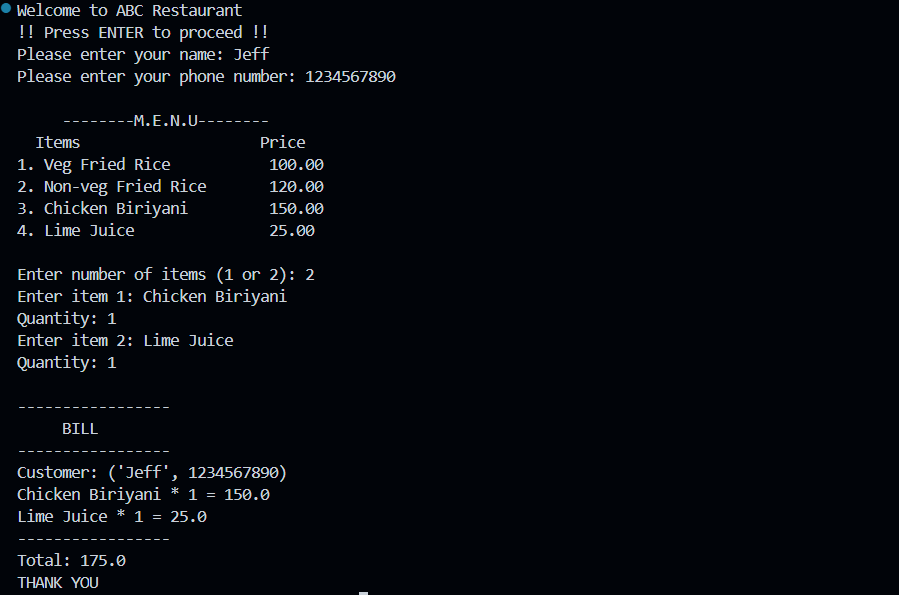 Welcome to ABC Restaurant
!! Press ENTER to proceed !!
Please enter your name: Jeff
Please enter your phone number: 1234567890
--------M.E.N.U--------
Items Price
1. Veg Fried Rice 100.00
2. Non-veg Fried Rice 120.00
3. Chicken Biriyani 150.00
4. Lime Juice 25.00
Enter number of items (1 or 2): 2
Enter item 1: Chicken Biriyani
Quantity: 1
Enter item 2: Lime Juice
Quantity: 1
-----------------
BILL
-----------------
Customer: ('Jeff', 1234567890)
Chicken Biriyani * 1 = 150.0
Lime Juice * 1 = 25.0
-----------------
Total: 175.0
THANK YOU